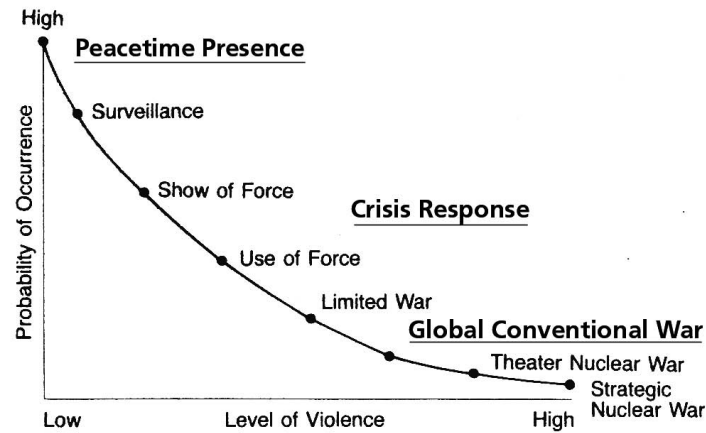 High
Peacetime Presence
Surveillance
Show of Force
Crisis Response
Use of Force
Limited War
Global Conventional War
Theater Nuclear War
Strategic
Nuclear War
Probability of Occurrence
Low
Level of Violence
High